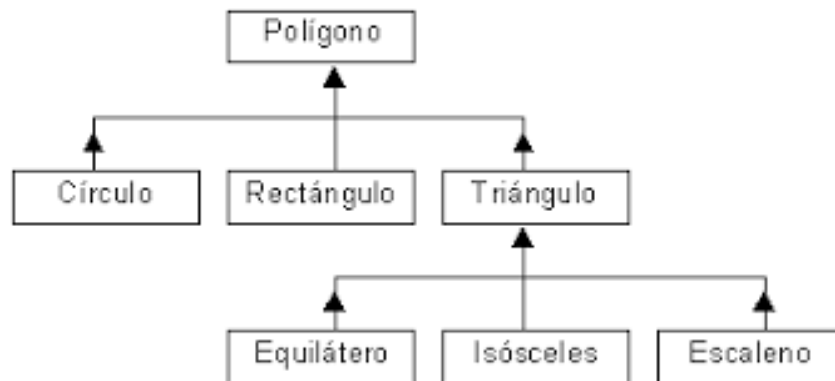 Polígono
Círculo
Rectángulo
Triángulo
Equilátero
Isósceles
Escaleno